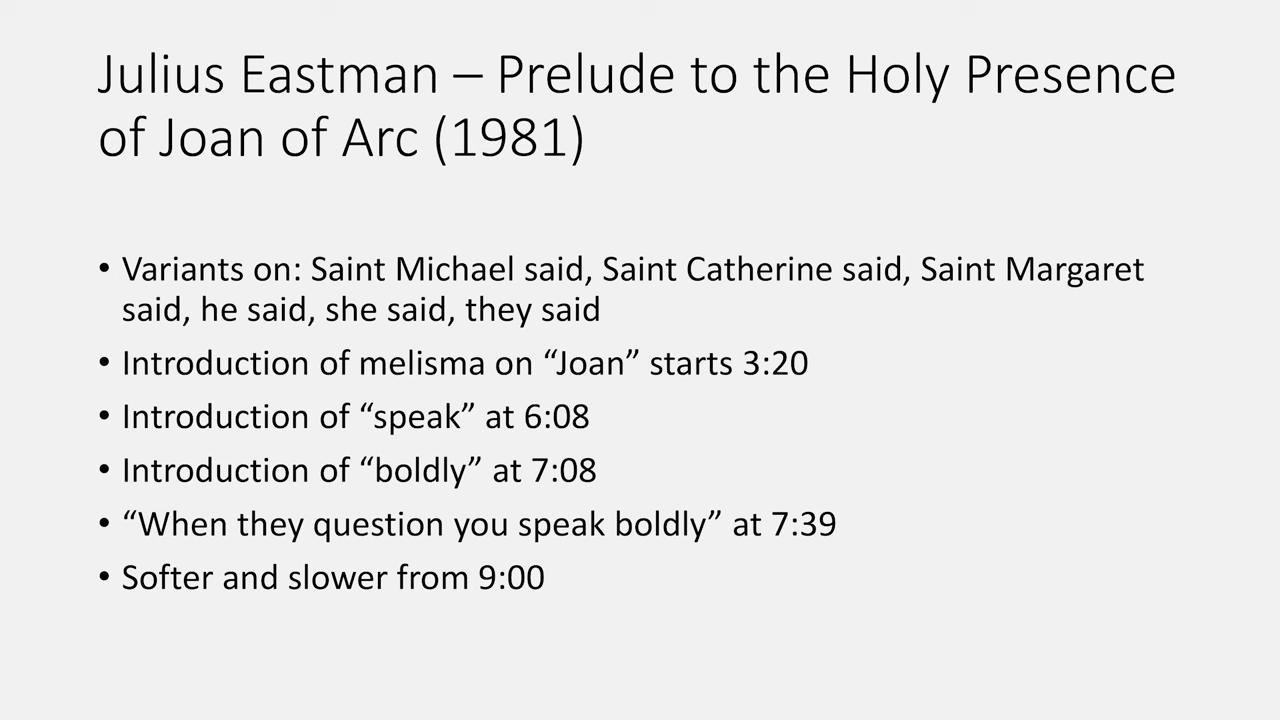 Julius Eastman – Prelude to the Holy Presence
of Joan of Arc (1981)
• Variants on: Saint Michael said, Saint Catherine said, Saint Margaret
said, he said, she said, they said
• Introduction of melisma on “Joan” starts 3:20
• Introduction of “speak” at 6:08
• Introduction of “boldly” at 7:08
• “When they question you speak boldly” at 7:39
• Softer and slower from 9:00